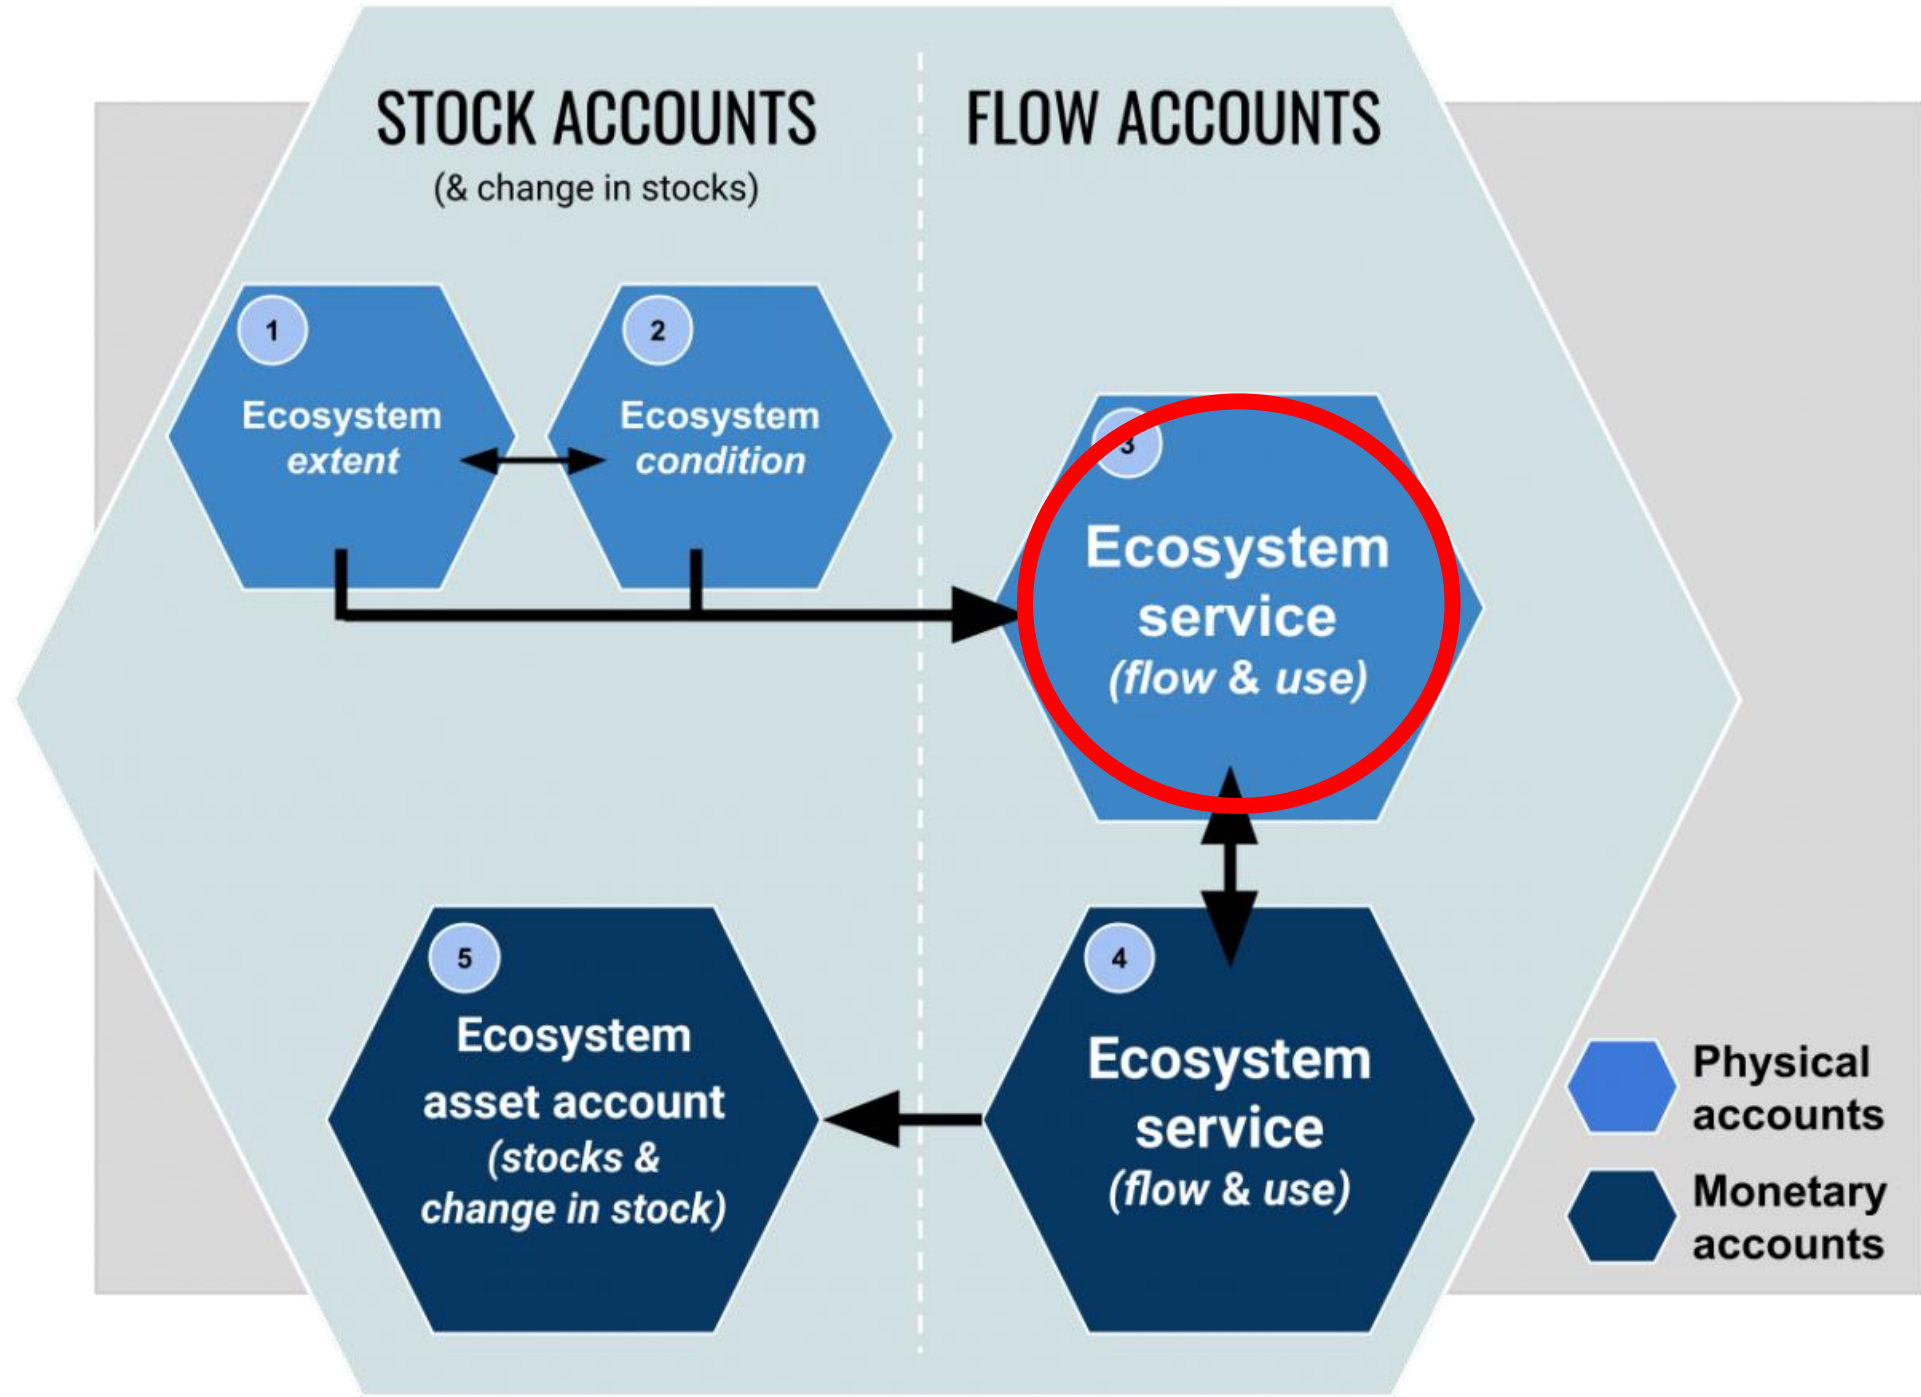 STOCK ACCOUNTS
(& change in stocks)
FLOW ACCOUNTS
1
Ecosystem
extent
2
Ecosystem
condition
3
Ecosystem
service
(flow & use)
4
Ecosystem
service
(flow & use)
5
Ecosystem
asset account
(stocks &
change in stock)
Physical
accounts
Monetary
accounts